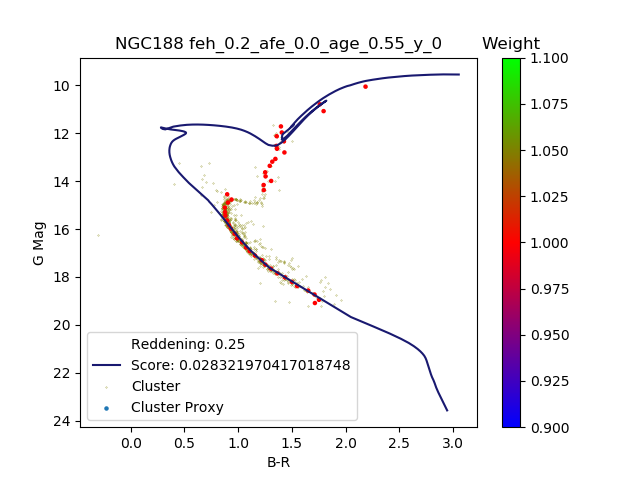 NGC188 feh_0.2_afe_0.0_age_0.55_y_0
Weight
10
12
14
16
18
20
22
24
G Mag
Reddening: 0.25
Score: 0.028321970417018748
Cluster
Cluster Proxy
0.0 0.5 1.0 1.5 2.0 2.5 3.0
B-R
1.100
1.075
1.050
1.025
1.000
0.975
0.950
0.925
0.900